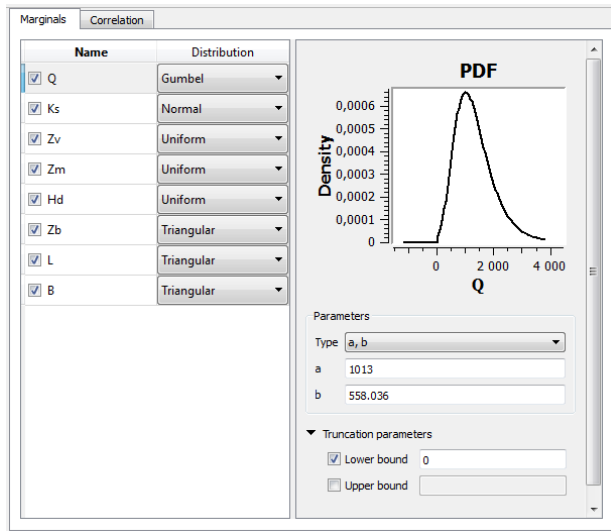 Marginals Correlation
Name Distribution
Q Gumbel
Ks Normal
Zv Uniform
Zm Uniform
Hd Uniform
Zb Triangular
L Triangular
B Triangular
PDF
Density
0,0006
0,0005
0,0004
0,0003
0,0002
0,0001
0
0 2 000 4 000
Q
Parameters
Type a, b
a 1013
b 558.036
Truncation parameters
Lower bound 0
Upper bound